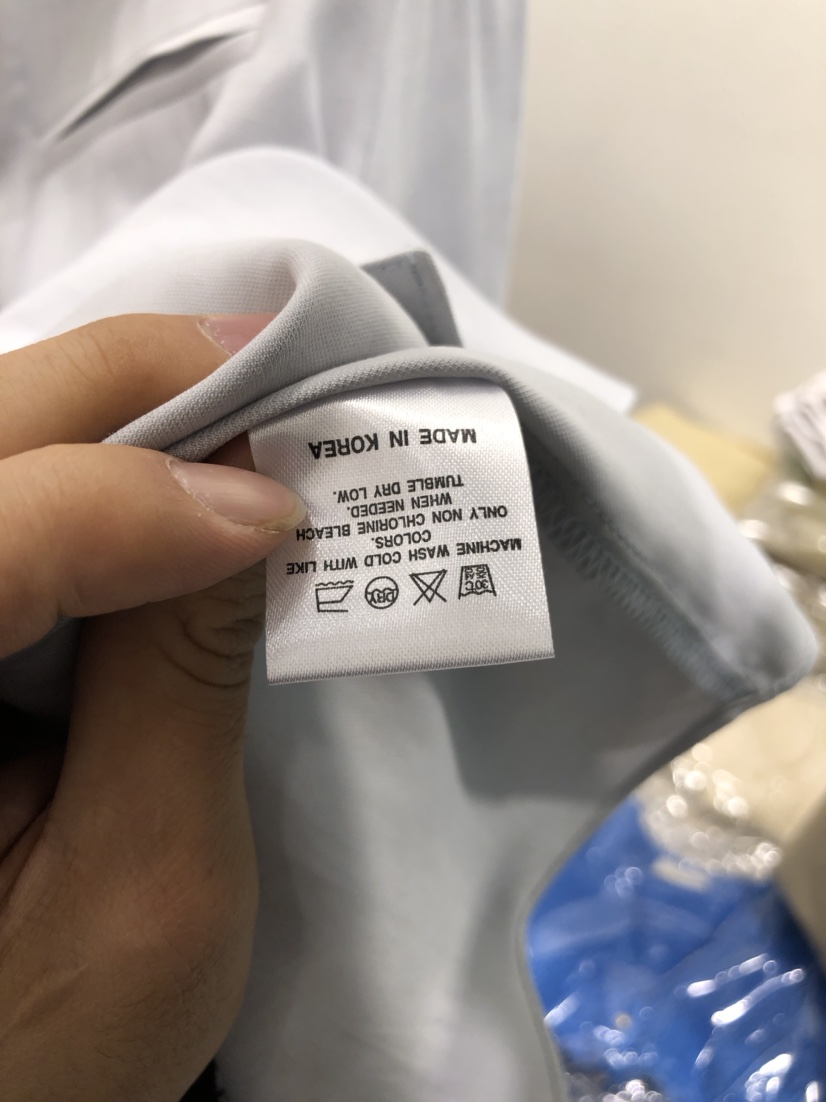 30°C DRY
MACHINE WASH COLD WITH LIKE
COLORS.
ONLY NON CHLORINE BLEACH
WHEN NEEDED.
TUMBLE DRY LOW.
MADE IN KOREA